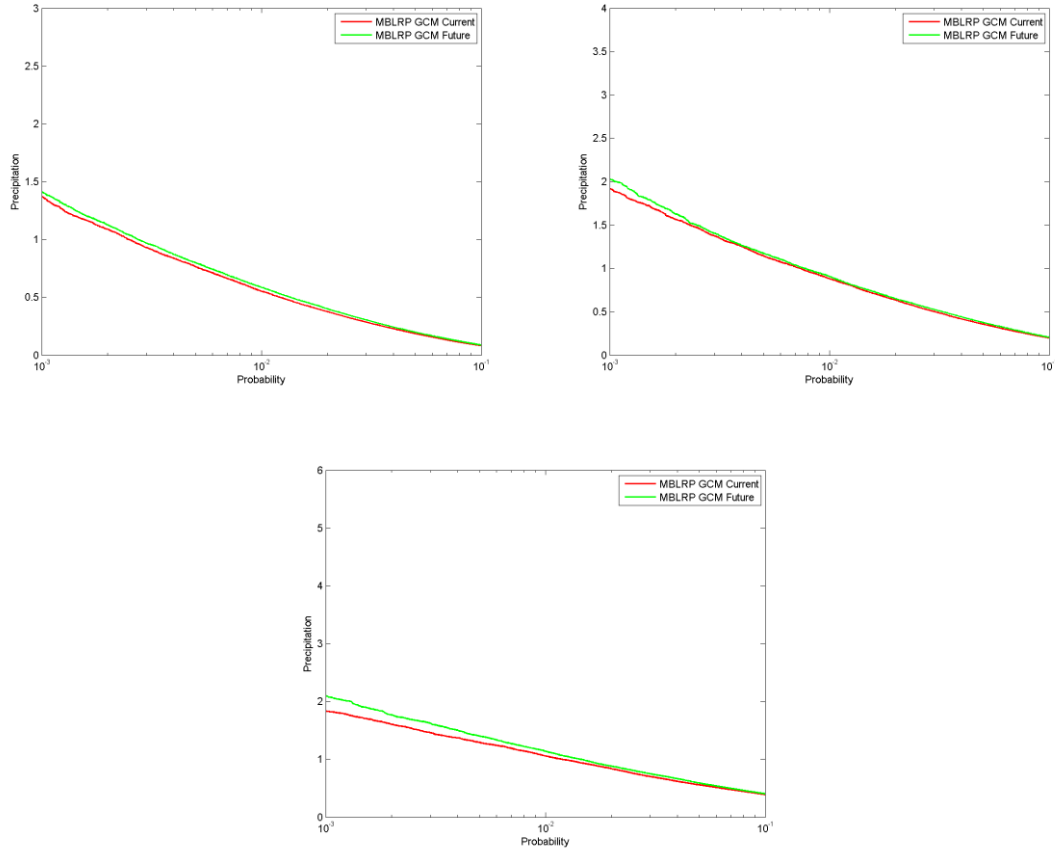 3
2.5
2
1.5
1
0.5
0
Precipitation
MBLRP GCM Current
MBLRP GCM Future
10-3
10-2
10-1
Probability
4
3.5
3
2.5
2
1.5
1
0.5
0
Precipitation
MBLRP GCM Current
MBLRP GCM Future
10-3
10-2
10-1
Probability
6
5
4
3
2
1
0
Precipitation
MBLRP GCM Current
MBLRP GCM Future
10-3
10-2
10-1
Probability